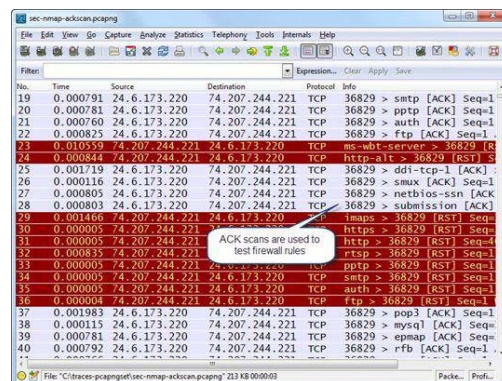 sec-nmap-ackscan.pcapng
File Edit View Go Capture Analyze Statistics Telephony Tools Internals Help
Filter: Expression... Clear Apply Save
No. Time Source Destination Protocol Info
19 0.000791 24.6.173.220 74.207.244.221 TCP 36829 > smtp [ACK] Seq=1
20 0.000781 24.6.173.220 74.207.244.221 TCP 36829 > pptp [ACK] Seq=1
21 0.000760 24.6.173.220 74.207.244.221 TCP 36829 > auth [ACK] Seq=1
22 0.000825 24.6.173.220 74.207.244.221 TCP 36829 > ftp [ACK] Seq=1
23 0.010559 74.207.244.221 24.6.173.220 TCP ms-wbt-server > 36829 [R
24 0.000844 74.207.244.221 24.6.173.220 TCP http-alt > 36829 [RST] S
25 0.001719 24.6.173.220 74.207.244.221 TCP 36829 > ddi-tcp-1 [ACK]
26 0.000116 24.6.173.220 74.207.244.221 TCP 36829 > smux [ACK] Seq=1
27 0.000805 24.6.173.220 74.207.244.221 TCP 36829 > netbios-ssn [ACK
28 0.000803 24.6.173.220 74.207.244.221 TCP 36829 > submission [ACK]
29 0.001466 74.207.244.221 24.6.173.220 TCP imaps > 36829 [RST] Seq=
30 0.000005 https > 36829 [RST] Seq=
31 0.000005 http > 36829 [RST] Seq=4
32 0.000835 rtsp > 36829 [RST] Seq=1
33 0.000005 pptp > 36829 [RST] Seq=1
34 0.000005 74.207.244.221 24.6.173.220 TCP smtp > 36829 [RST] Seq=1
35 0.000005 74.207.244.221 24.6.173.220 TCP auth > 36829 [RST] Seq=1
36 0.000004 74.207.244.221 24.6.173.220 TCP ftp > 36829 [RST] Seq=1
37 0.001983 24.6.173.220 74.207.244.221 TCP 36829 > pop3 [ACK] Seq=1
38 0.000115 24.6.173.220 74.207.244.221 TCP 36829 > mysql [ACK] Seq=
39 0.000781 24.6.173.220 74.207.244.221 TCP 36829 > epmap [ACK] Seq=
40 0.000792 24.6.173.220 74.207.244.221 TCP 36829 > rfb [ACK] Seq=1
ACK scans are used to
test firewall rules
File: "C:\traces-pcapngset\sec-nmap-ackscan.pcapng" 213 KB 00:00:03 Packe... Profi...